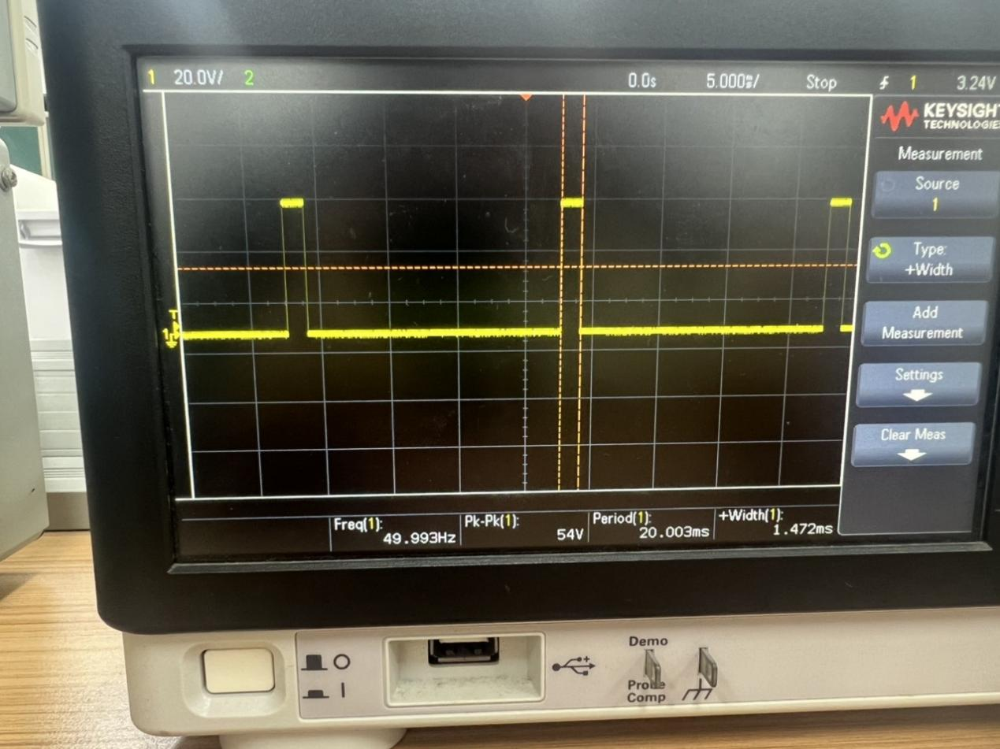 1 20.0V/ 2 0.0s 5.000ms/ Stop 1 3.24V
KEYSIGHT
TECHNOLOGIES
Measurement
Source
1
Type:
+Width
Add
Measurement
Settings
Clear Meas
T
1
Freq(1): Pk-Pk(1): Period(1): +Width(1):
49.993Hz 54V 20.003ms 1.472ms
Demo
Probe
Comp